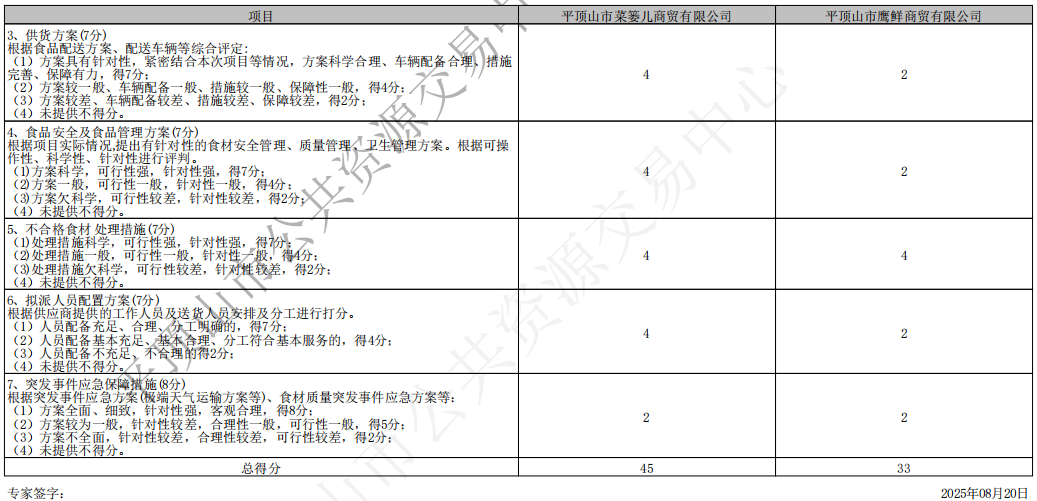 项目 平顶山市菜篓儿商贸有限公司 平顶山市鹰鲜商贸有限公司
3、供货方案(7分)
根据食品配送方案、配送车辆等综合评定:
(1) 方案具有针对性，紧密结合本次项目等情况，方案科学合理、车辆配备合理、措施
完善、保障有力，得7分；
(2) 方案较一般、车辆配备一般、措施较一般、保障性一般，得4分；
(3) 方案较差、车辆配备较差、措施较差、保障较差，得2分；
(4) 未提供不得分。
4 2
4、食品安全及食品管理方案(7分)
根据项目实际情况,提出有针对性的食材安全管理、质量管理、卫生管理方案。根据可操
作性、科学性、针对性进行评判。
(1)方案科学，可行性强，针对性强，得7分；
(2)方案一般，可行性一般，针对性一般，得4分；
(3)方案欠科学，可行性较差，针对性较差，得2分；
(4) 未提供不得分。
4 2
5、不合格食材 处理措施(7分)
(1)处理措施科学，可行性强，针对性强，得7分；
(2)处理措施一般，可行性一般，针对性一般，得4分；
(3)处理措施欠科学，可行性较差，针对性较差，得2分；
(4) 未提供不得分。
4 4
6、拟派人员配置方案(7分)
根据供应商提供的工作人员及送货人员安排及分工进行打分。
(1) 人员配备充足、合理、分工明确的，得7分；
(2) 人员配备基本充足、基本合理、分工符合基本服务的，得4分；
(3) 人员配备不充足、不合理的得2分；
(4) 未提供不得分。
4 2
7、突发事件应急保障措施(8分)
根据突发事件应急方案(极端天气运输方案等)、食材质量突发事件应急方案等：
(1) 方案全面、细致，针对性强，客观合理，得8分；
(2) 方案较为一般，针对性较差，合理性一般，可行性一般，得5分；
(3) 方案不全面，针对性较差，合理性较差，可行性较差，得2分；
(4) 未提供不得分。
2 2
总得分 45 33
专家签字： 2025年08月20日
平顶山市公共资源交易中心
山市公共资源交易中心